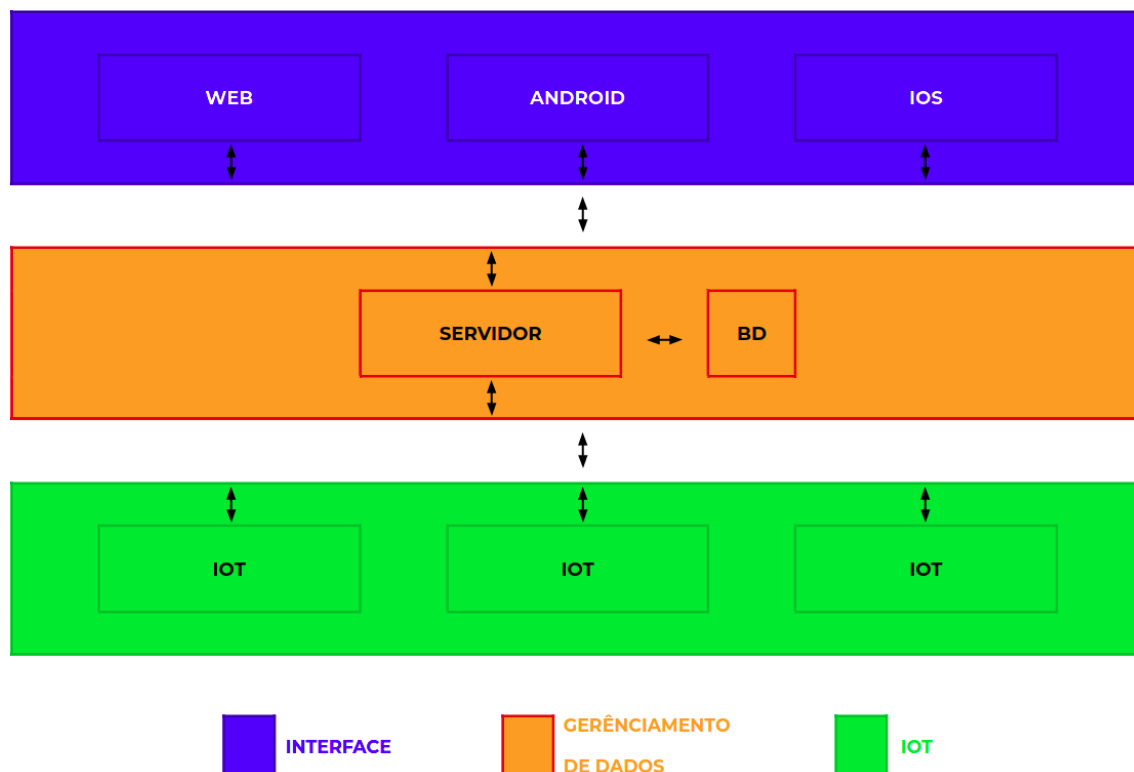 WEB
ANDROID
IOS
SERVIDOR
BD
IOT
IOT
IOT
INTERFACE
GERÊNCIAMENTO
DE DADOS
IOT